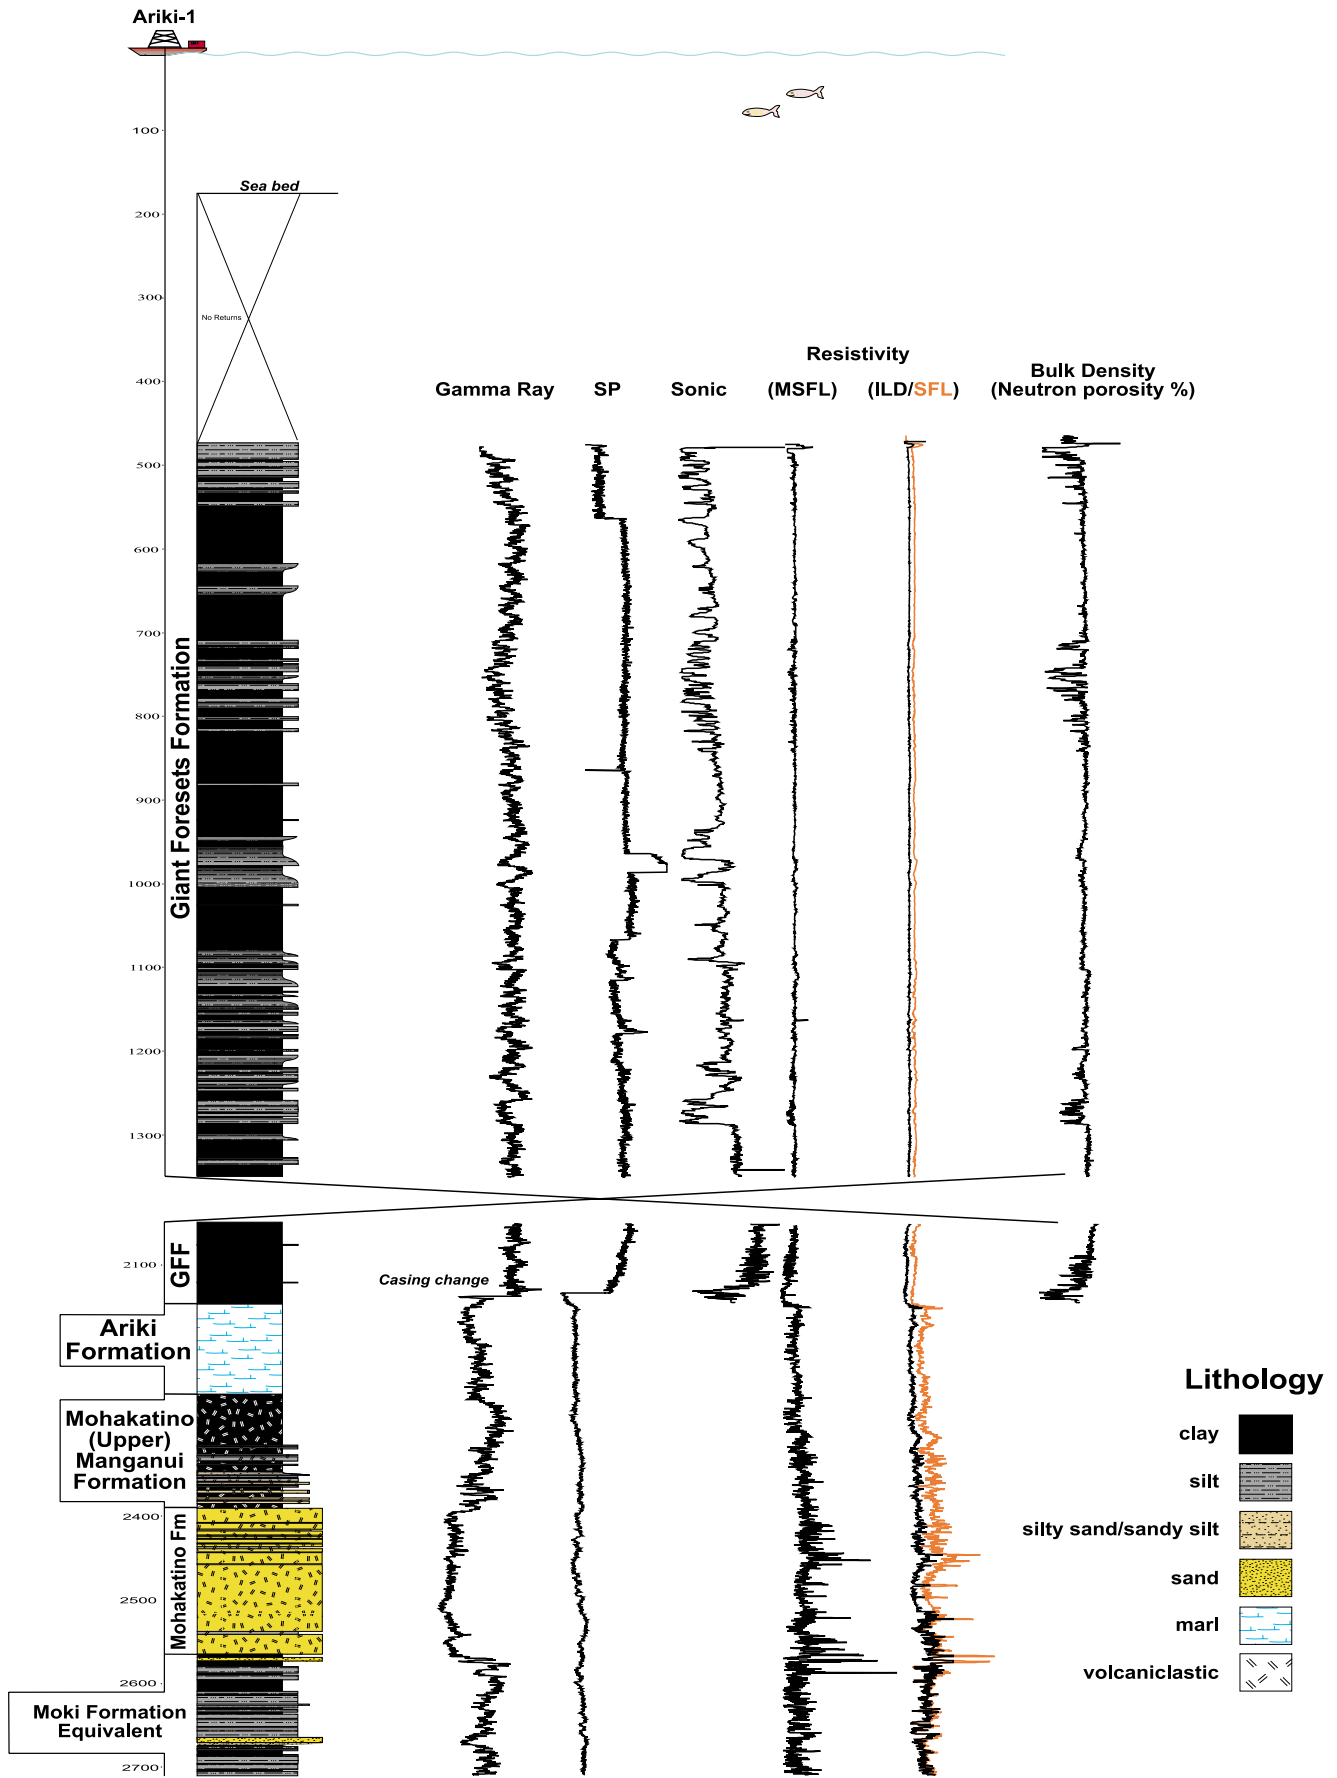 Ariki-1
100
Sea bed
200
300
No Returns
Resistivity
400
Gamma Ray
SP
Sonic
(MSFL)
(ILD/SFL)
Bulk Density
(Neutron porosity %)
500
600
700
800
900
1000
1100
1200
1300
Giant Foresets Formation
GFF
2100
Casing change
Ariki
Formation
Mohakatino
(Upper)
Manganui
Formation
2400
Mohakatino Fm
2500
2600
Moki Formation
Equivalent
2700
Lithology
clay
silt
silty sand/sandy silt
sand
marl
volcaniclastic